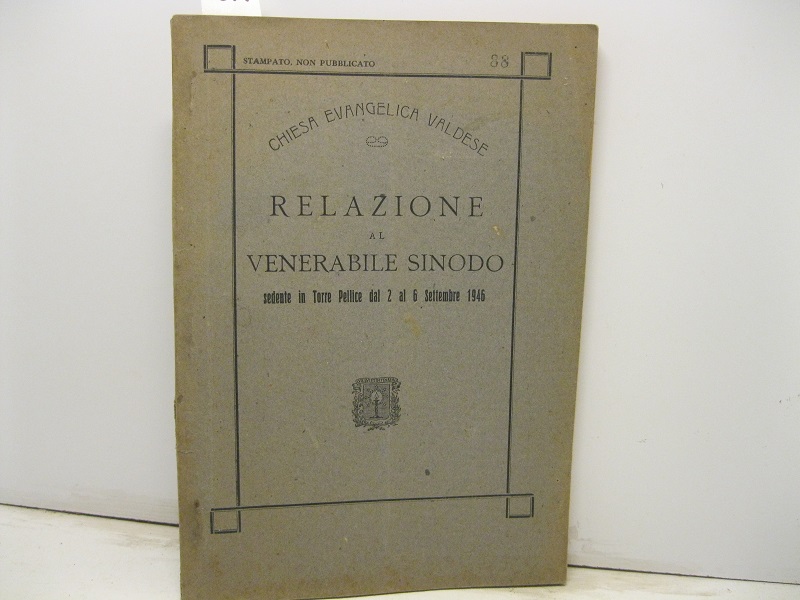 STAMPATO, NON PUBBLICATO 33
CHIESA EVANGELICA VALDESE
RELAZIONE
AL
VENERABILE SINODO
sedente in Torre Pellice dal 2 al 6 Settembre 1946